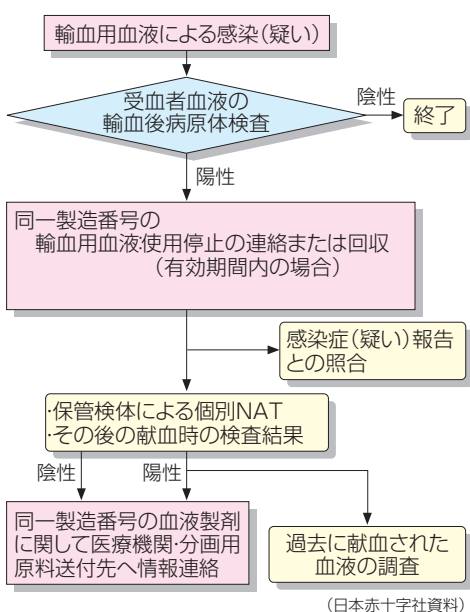 輸血用血液による感染（疑い）
受血者血液の
輸血後病原体検査
陰性
終了
陽性
同一製造番号の
輸血用血液:使用停止の連絡または回収
（有効期間内の場合）
感染症（疑い）報告
との照合
・保管検体による個別NAT
・その後の献血時の検査結果
陰性
陽性
同一製造番号の血液製剤
に関して医療機関・分画用
原料送付先へ情報連絡
過去に献血された
血液の調査
（日本赤十字社資料）